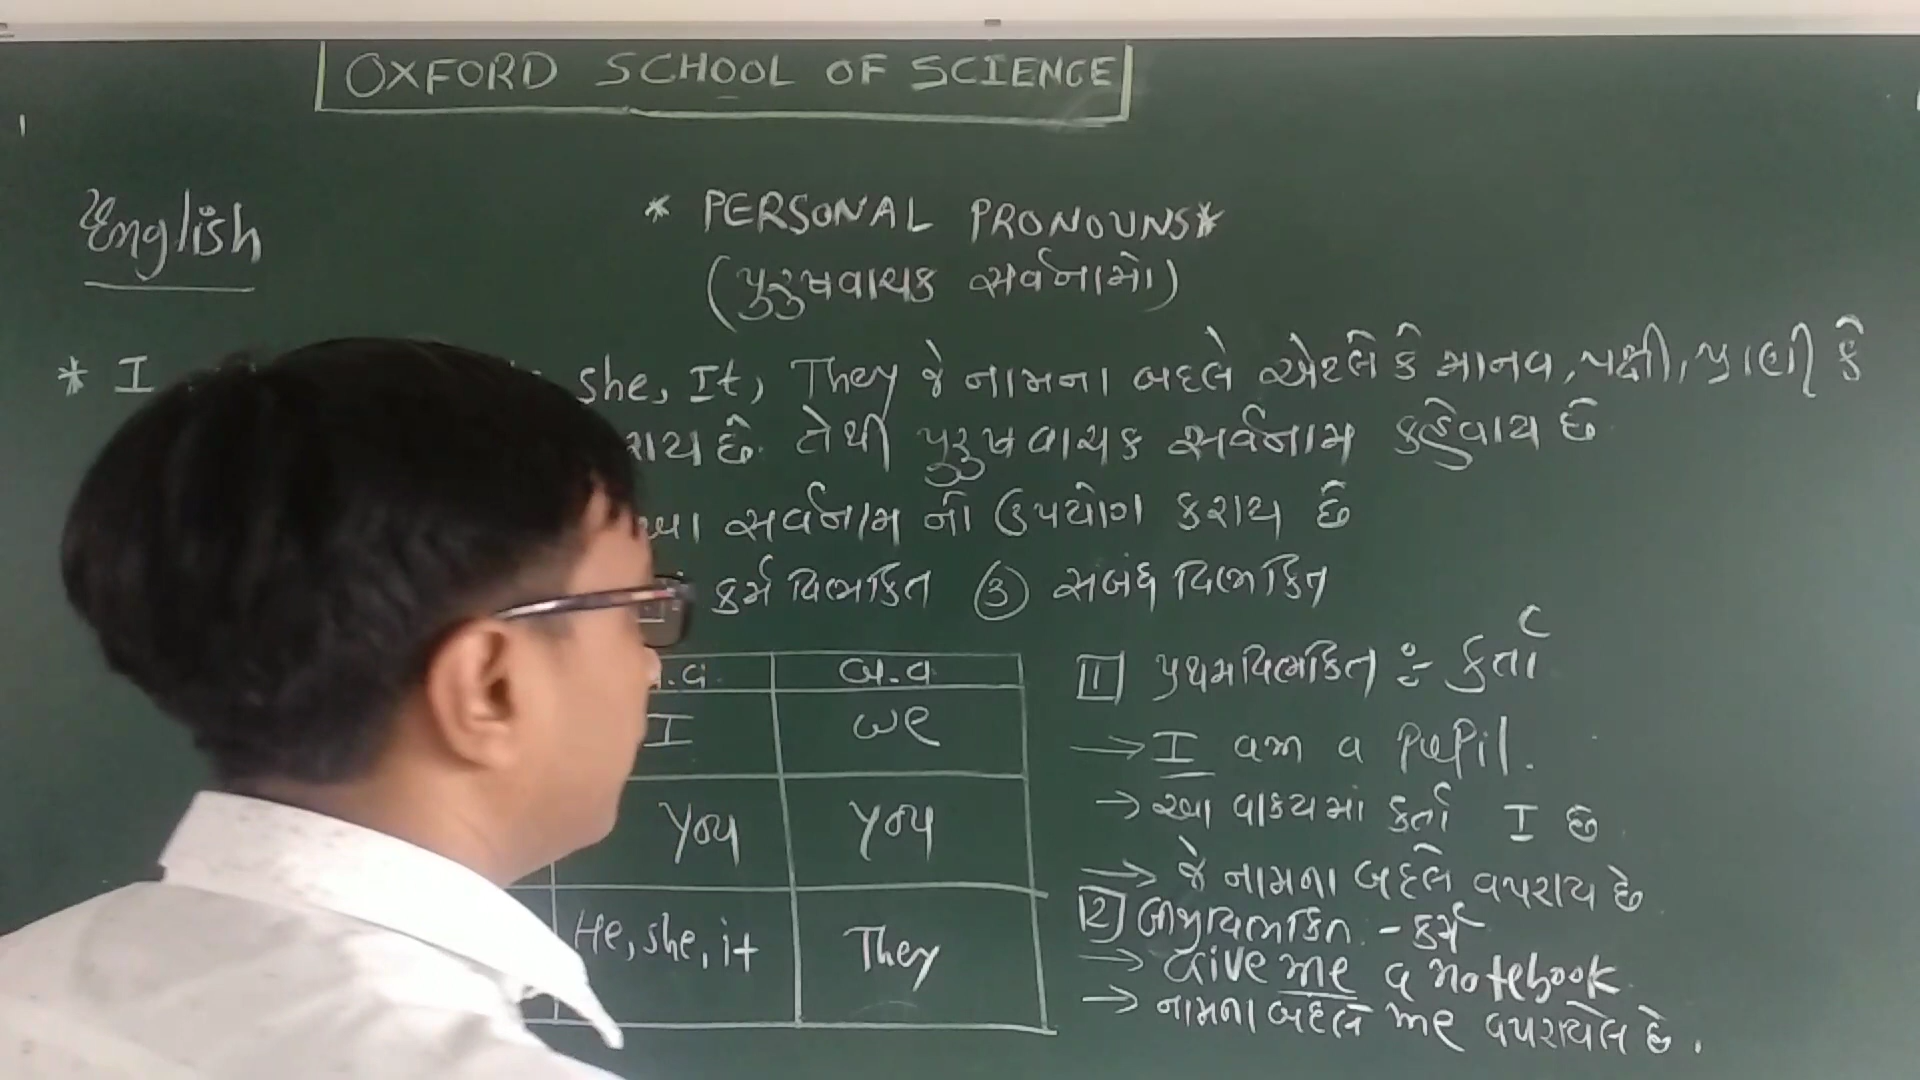 OXFORD SCHOOL OF SCIENCE
English
* PERSONAL PRONOUNS *
(પુરુષવાચક સર્વનામો)
* I she, It, They જે નામના બદલે એટલે કે માનવ, પક્ષી, પ્રાણી કે
રાય છે. તેથી પુરુષવાચક સર્વનામ કહેવાય છે
આ સર્વનામ નો ઉપયોગ કરાય છે
કર્મ વિભકિત ③ સબંધ વિભકિત
.વ બ.વ
I we
You You
He, she, it They
1 પ્રથમવિભકિત ÷ કર્તા
→ I am a Pupil.
→ આ વાકયમાં કર્તા I છે
→ જે નામના બદલે વપરાય છે
2 બીજીવિભકિત - કર્મ
→ Give me a notebook
→ નામના બદલે me વપરાયેલ છે.